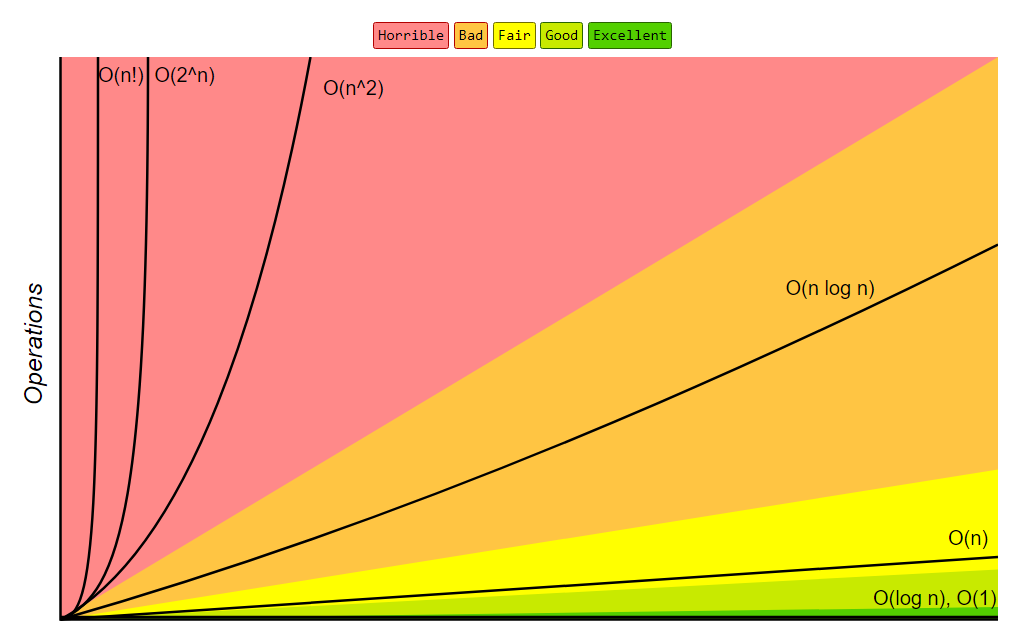 Horrible Bad Fair Good Excellent
O(n!) O(2^n)
O(n^2)
O(n log n)
Operations
O(n)
O(log n), O(1)